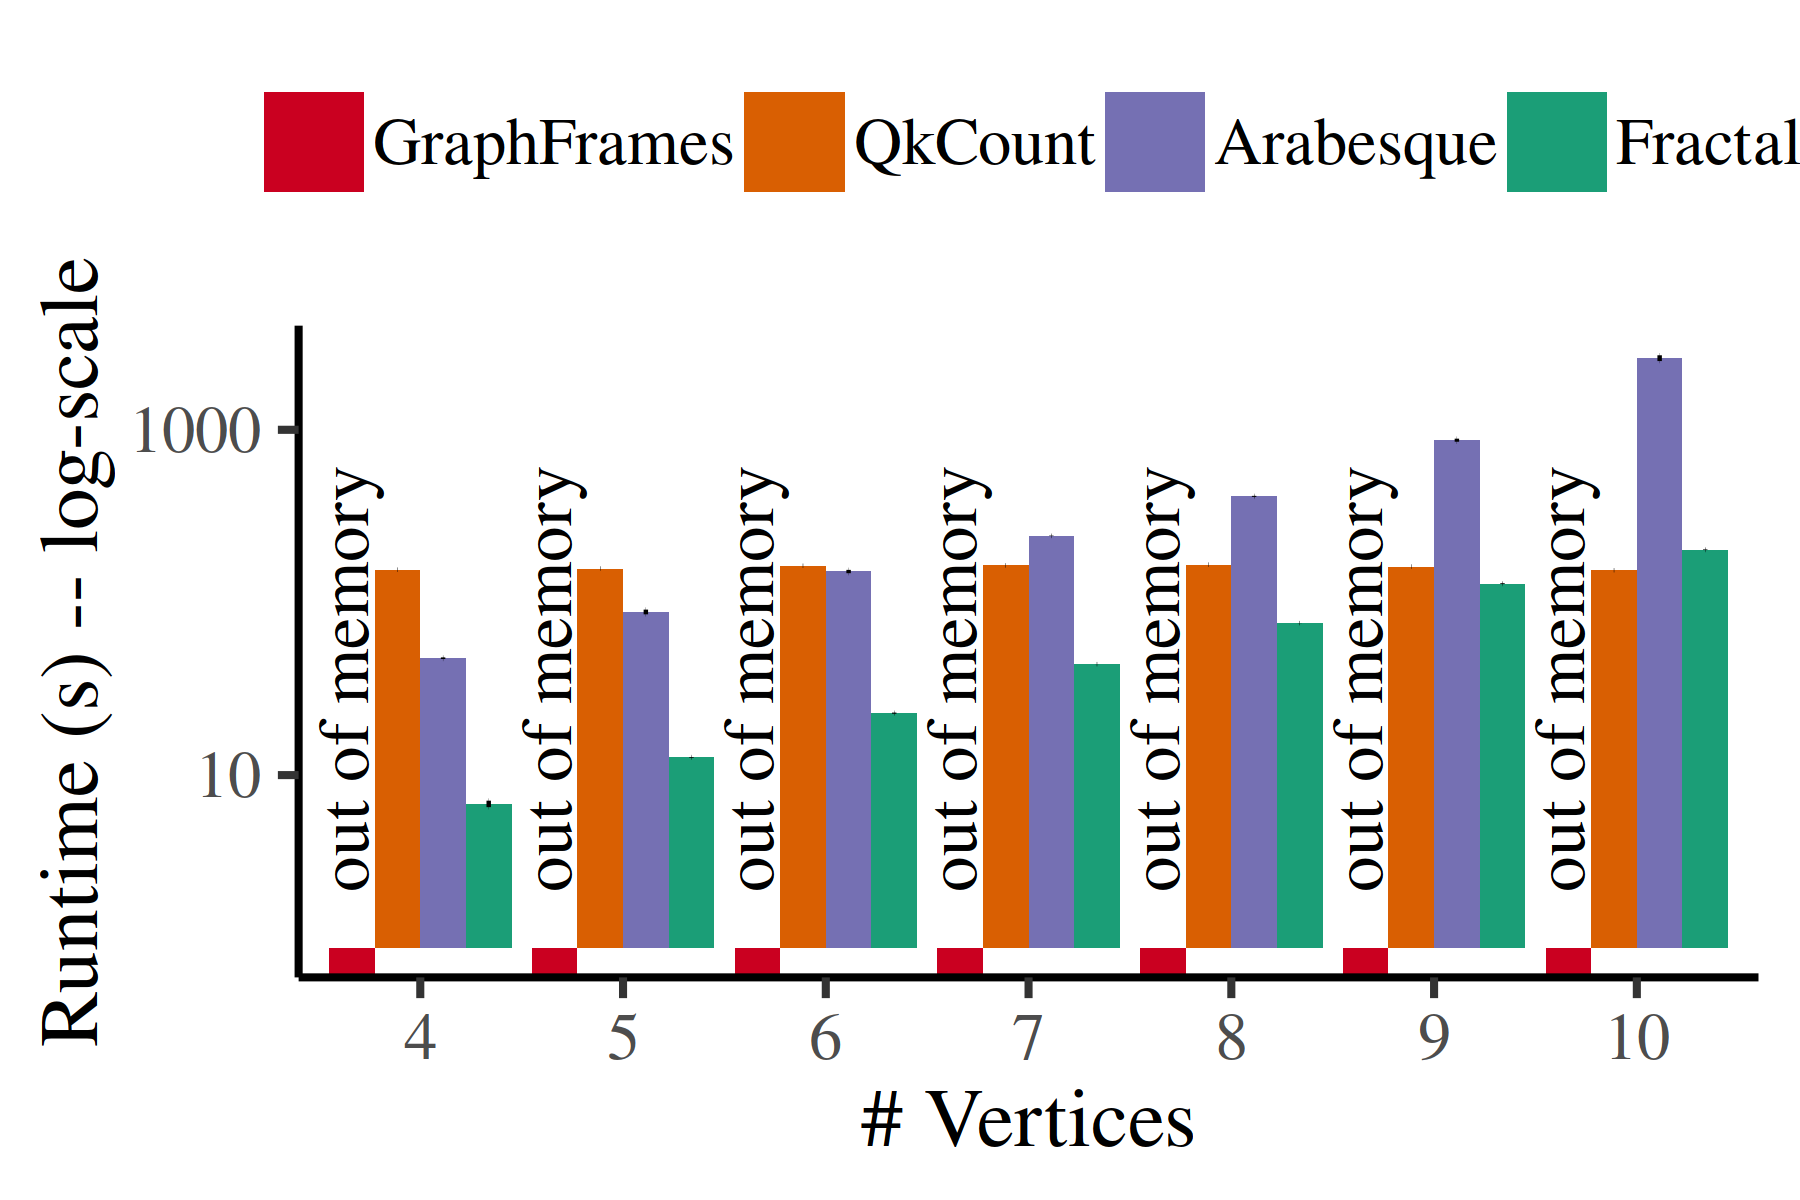 GraphFrames QkCount Arabesque Fractal
Runtime (s) -- log-scale
1000
10
out of memory
out of memory
out of memory
out of memory
out of memory
out of memory
out of memory
4 5 6 7 8 9 10
# Vertices